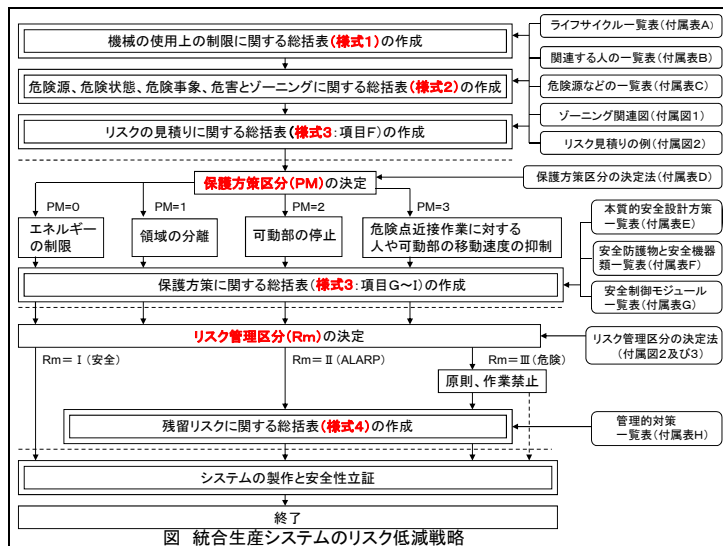 機械の使用上の制限に関する総括表(様式1)の作成
ライフサイクル一覧表(付属表A)
関連する人の一覧表(付属表B)
危険源、危険状態、危険事象、危害とゾーニングに関する総括表(様式2)の作成
危険源などの一覧表(付属表C)
ゾーニング関連図(付属図1)
リスクの見積りに関する総括表(様式3:項目F)の作成
リスク見積りの例(付属図2)
保護方策区分(PM)の決定
保護方策区分の決定法(付属表D)
PM=0
PM=1
PM=2
PM=3
エネルギー
の制限
領域の分離
可動部の停止
危険点近接作業に対する
人や可動部の移動速度の抑制
本質的安全設計方策
一覧表(付属表E)
安全防護物と安全機器
類一覧表(付属表F)
保護方策に関する総括表(様式3:項目G~I)の作成
安全制御モジュール
一覧表(付属表G)
リスク管理区分(Rm)の決定
リスク管理区分の決定法
(付属図2及び3)
Rm=Ⅰ(安全)
Rm=Ⅱ(ALARP)
Rm=Ⅲ(危険)
原則、作業禁止
残留リスクに関する総括表(様式4)の作成
管理的対策
一覧表(付属表H)
システムの製作と安全性立証
終了
図 統合生産システムのリスク低減戦略